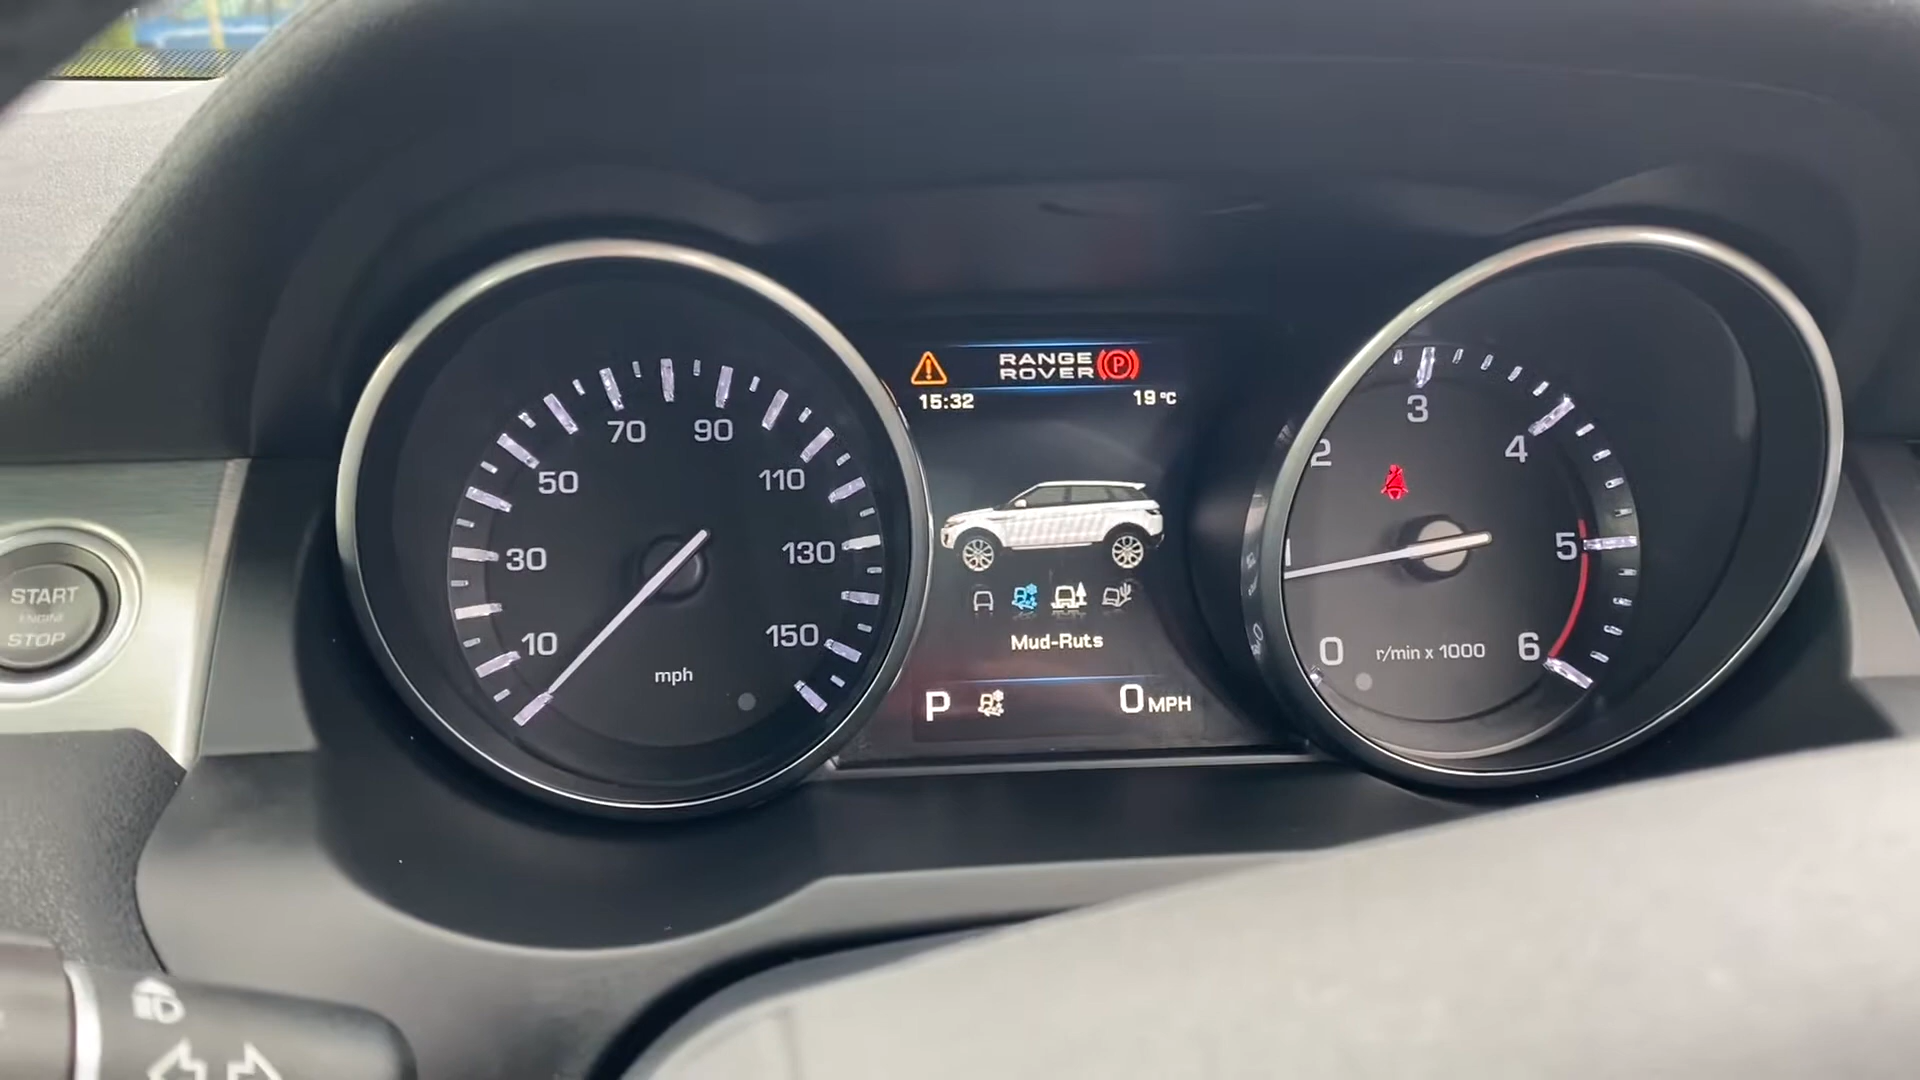 RANGE
ROVER
P
15:32
19°C
70 90
50 110
30 130
10 150
mph
Mud-Ruts
P 0 MPH
3
2 4
1 5
0 6
r/min x 1000
START
ENGINE
STOP